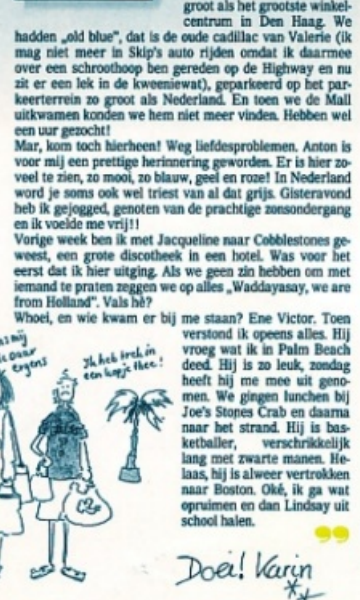 groot als het grootste winkel-
centrum in Den Haag. We
hadden „old blue", dat is de oude cadillac van Valerie (ik
mag niet meer in Skip's auto rijden omdat ik daarmee
over een schroothoop ben gereden op de Highway en nu
zit er een lek in de kweeniewat), geparkeerd op het par-
keerterrein zo groot als Nederland. En toen we de Mall
uitkwamen konden we hem niet meer vinden. Hebben wel
een uur gezocht!
Mar, kom toch hierheen! Weg liefdesproblemen. Anton is
voor mij een prettige herinnering geworden. Er is hier zo-
veel te zien, zo mooi, zo blauw, geel en roze! In Nederland
word je soms ook wel triest van al dat grijs. Gisteravond
heb ik gejogged, genoten van de prachtige zonsondergang
en ik voelde me vrij!!
Vorige week ben ik met Jacqueline naar Cobblestones ge-
weest, een grote discotheek in een hotel. Was voor het
eerst dat ik hier uitging. Als we geen zin hebben om met
iemand te praten zeggen we op alles „Waddayasay, we are
from Holland". Vals hè?
Whoei, en wie kwam er bij me staan? Ene Victor. Toen
verstond ik opeens alles. Hij
vroeg wat ik in Palm Beach
deed. Hij is zo leuk, zondag
heeft hij me mee uit geno-
men. We gingen lunchen bij
Joe's Stones Crab en daarna
naar het strand. Hij is bas-
ketballer, verschrikkelijk
lang met zwarte manen. He-
laas, hij is alweer vertrokken
naar Boston. Oké, ik ga wat
opruimen en dan Lindsay uit
school halen.
ergens
Ik heb trek in
een kopje thee!
Doei! Karin